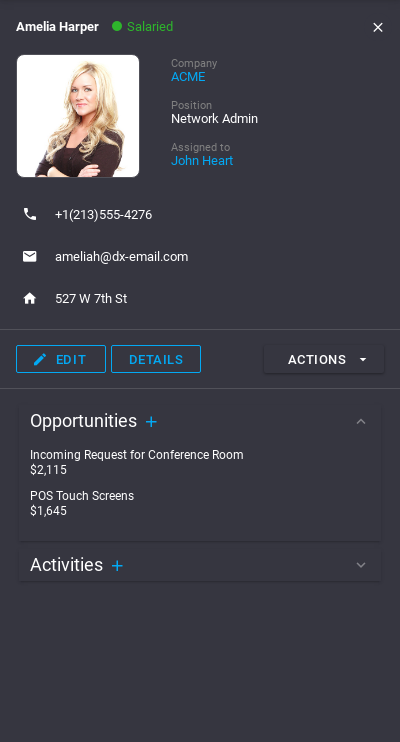 Amelia Harper Salaried
Company
ACME
Position
Network Admin
Assigned to
John Heart
+1(213)555-4276
ameliah@dx-email.com
527 W 7th St
EDIT DETAILS ACTIONS
Opportunities +
Incoming Request for Conference Room
$2,115
POS Touch Screens
$1,645
Activities +